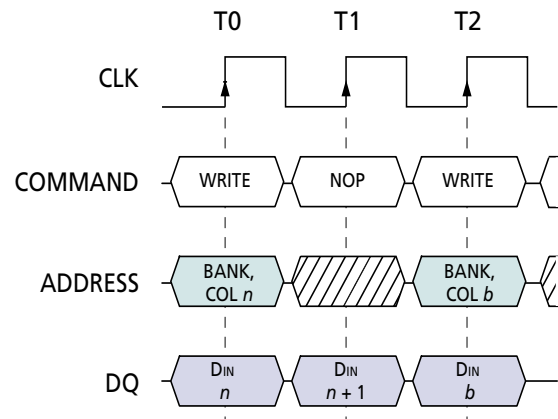 T0 T1 T2
CLK
COMMAND WRITE NOP WRITE
ADDRESS BANK, COL n BANK, COL b
DQ DIN n DIN n + 1 DIN b